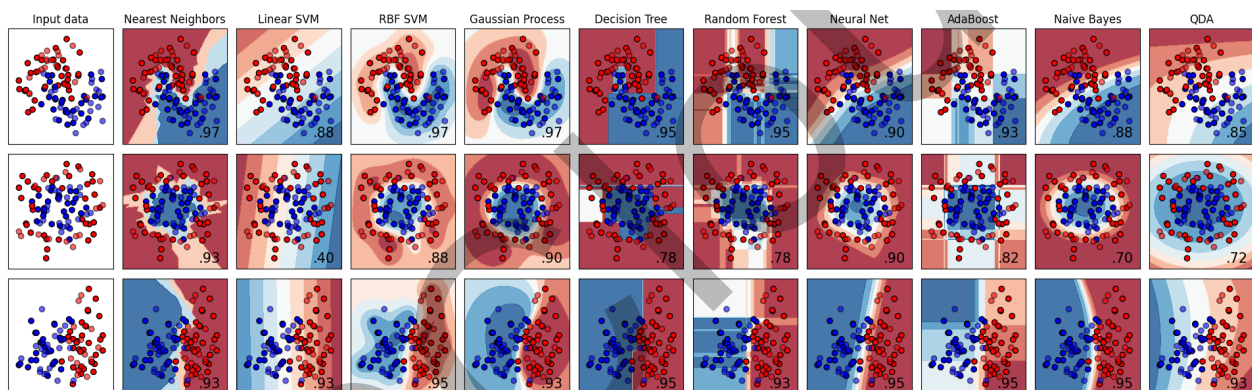 Input data
Nearest Neighbors
Linear SVM
RBF SVM
Gaussian Process
Decision Tree
Random Forest
Neural Net
AdaBoost
Naive Bayes
QDA
.97
.88
.97
.97
.95
.95
.90
.93
.88
.85
.93
.40
.88
.90
.78
.78
.90
.82
.70
.72
.93
.93
.95
.93
.95
.93
.95
.95
.95
.93